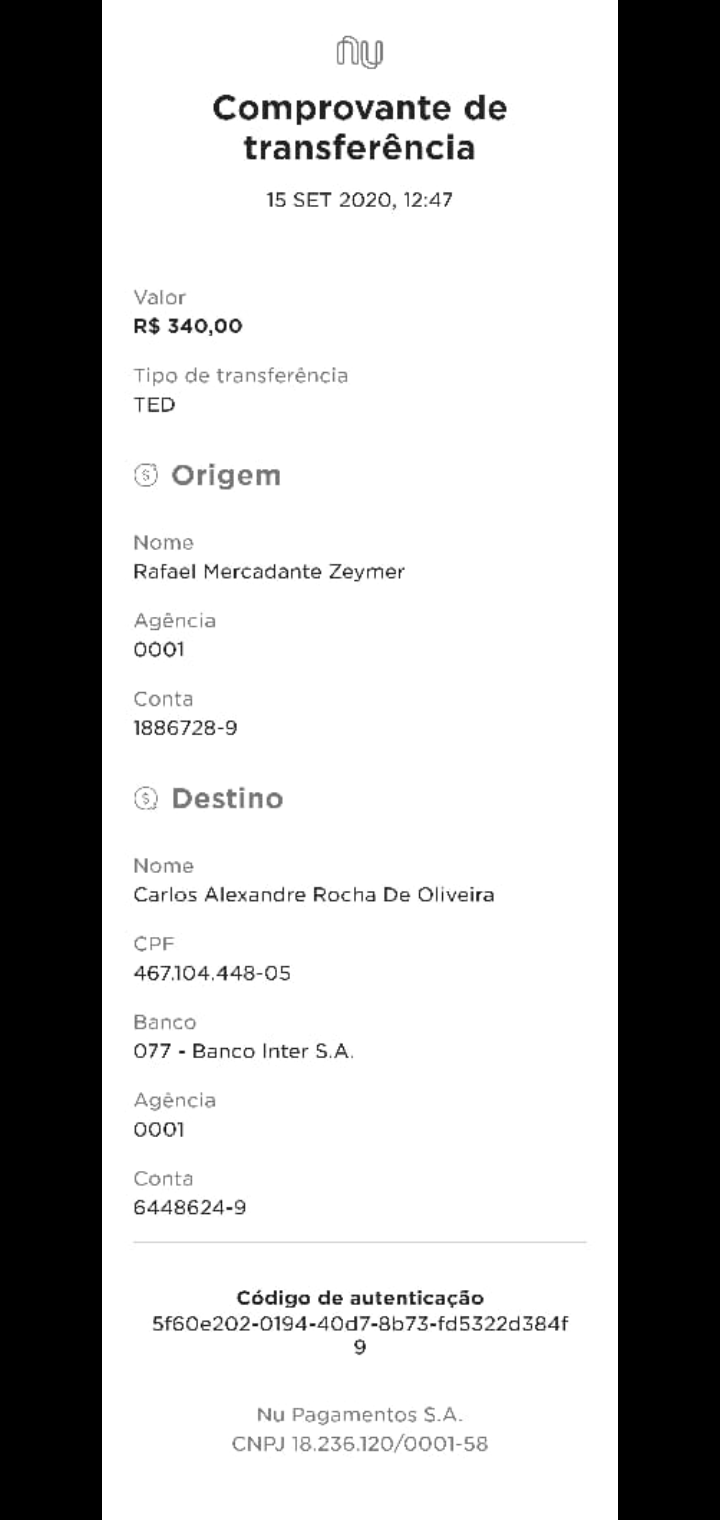 nu
Comprovante de
transferência
15 SET 2020, 12:47
Valor
R$ 340,00
Tipo de transferência
TED
Origem
Nome
Rafael Mercadante Zeymer
Agência
0001
Conta
1886728-9
Destino
Nome
Carlos Alexandre Rocha De Oliveira
CPF
467.104.448-05
Banco
077 - Banco Inter S.A.
Agência
0001
Conta
6448624-9
Código de autenticação
5f60e202-0194-40d7-8b73-fd5322d384f
9
Nu Pagamentos S.A.
CNPJ 18.236.120/0001-58